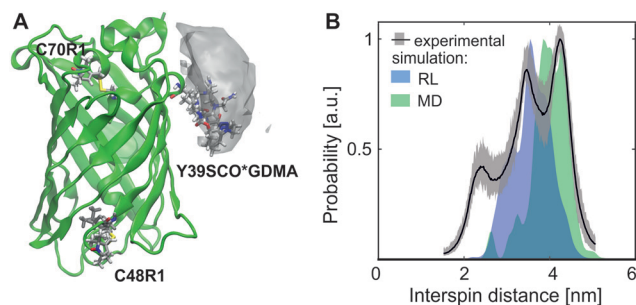 A
C70R1
Y39SCO*GDMA
C48R1
B
experimental
simulation:
RL
MD
Probability [a.u.]
1
0.5
0 2 4 6
Interspin distance [nm]